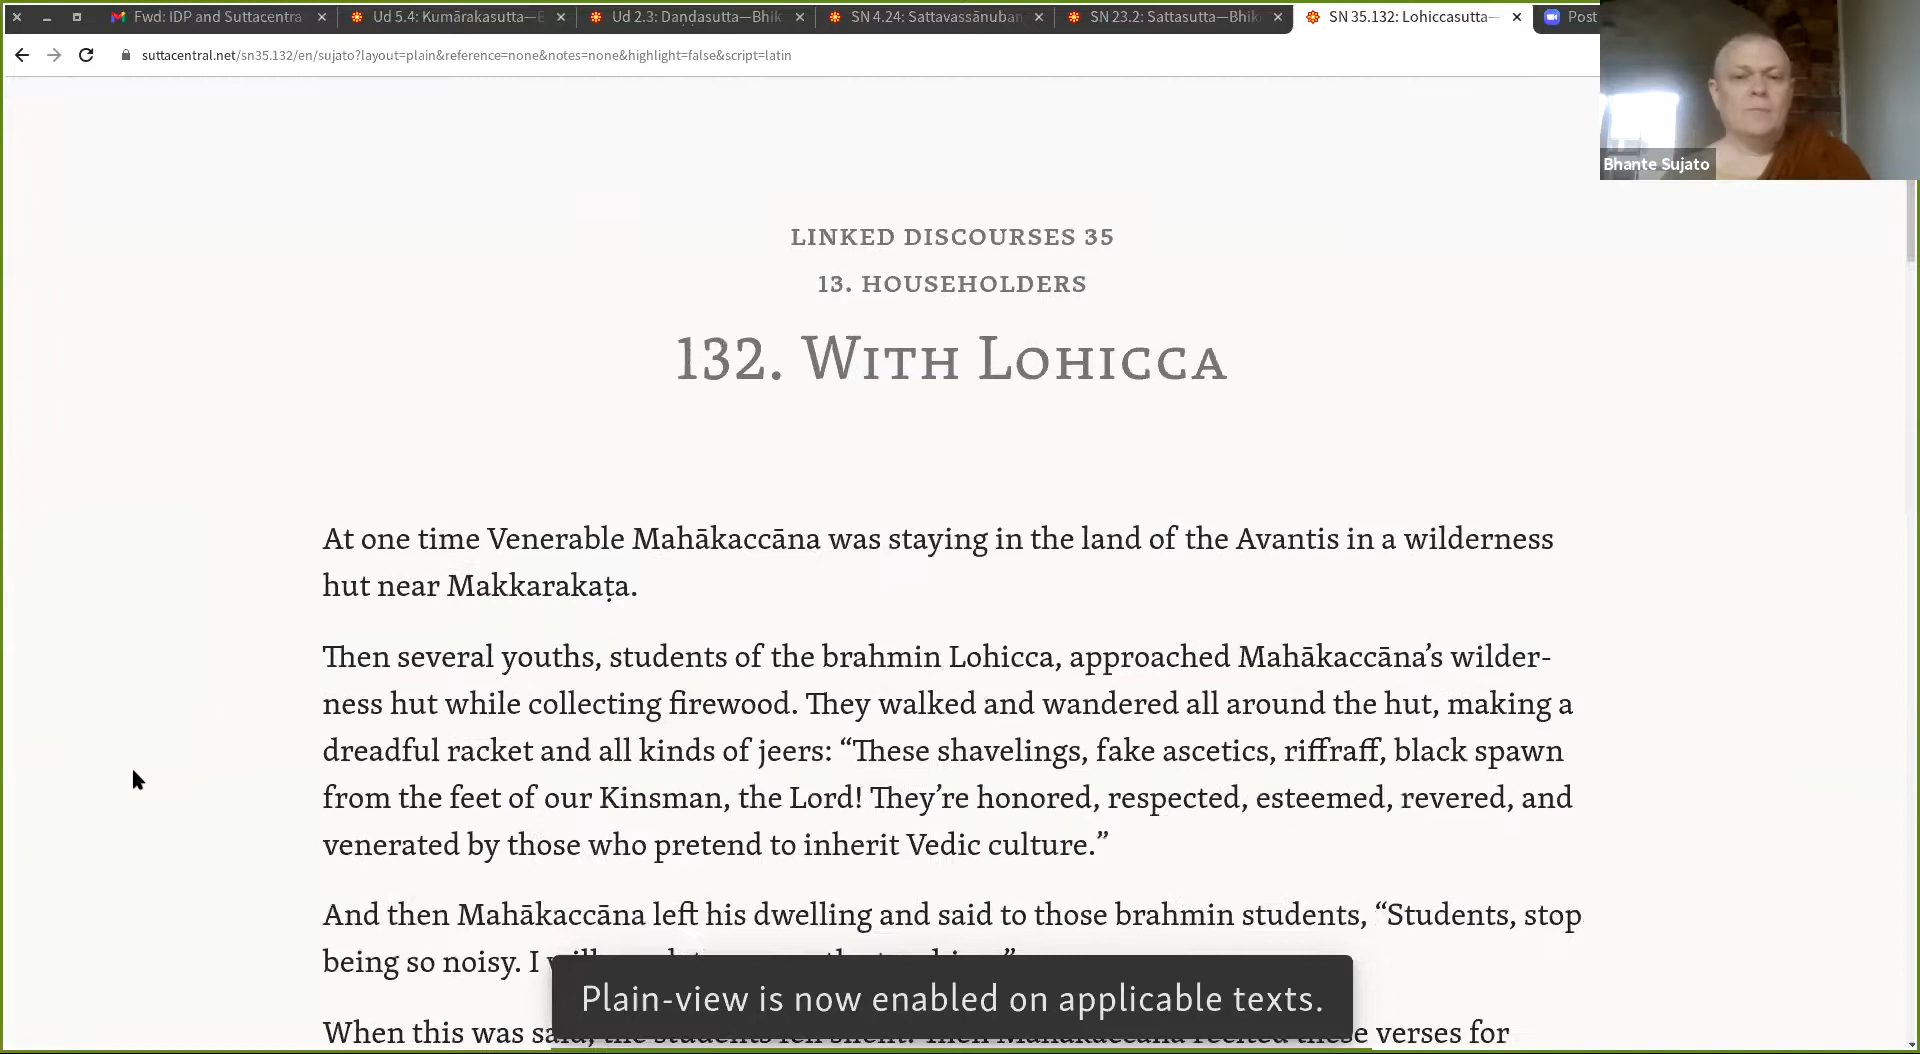 Fwd: IDP and Suttacentra
Ud 5.4: Kumārakasutta—E
Ud 2.3: Daṇḍasutta—Bhik
SN 4.24: Sattavassānuban
SN 23.2: Sattasutta—Bhik
SN 35.132: Lohiccasutta—
Post
suttacentral.net/sn35.132/en/sujato?layout=plain&reference=none&notes=none&highlight=false&script=latin
Bhante Sujato
LINKED DISCOURSES 35
13. HOUSEHOLDERS
132. WITH LOHICCA
At one time Venerable Mahākaccāna was staying in the land of the Avantis in a wilderness
hut near Makkarakaṭa.
Then several youths, students of the brahmin Lohicca, approached Mahākaccāna’s wilder-
ness hut while collecting firewood. They walked and wandered all around the hut, making a
dreadful racket and all kinds of jeers: “These shavelings, fake ascetics, riffraff, black spawn
from the feet of our Kinsman, the Lord! They’re honored, respected, esteemed, revered, and
venerated by those who pretend to inherit Vedic culture.”
And then Mahākaccāna left his dwelling and said to those brahmin students, “Students, stop
being so noisy. I
Plain-view is now enabled on applicable texts.
When this was verses for